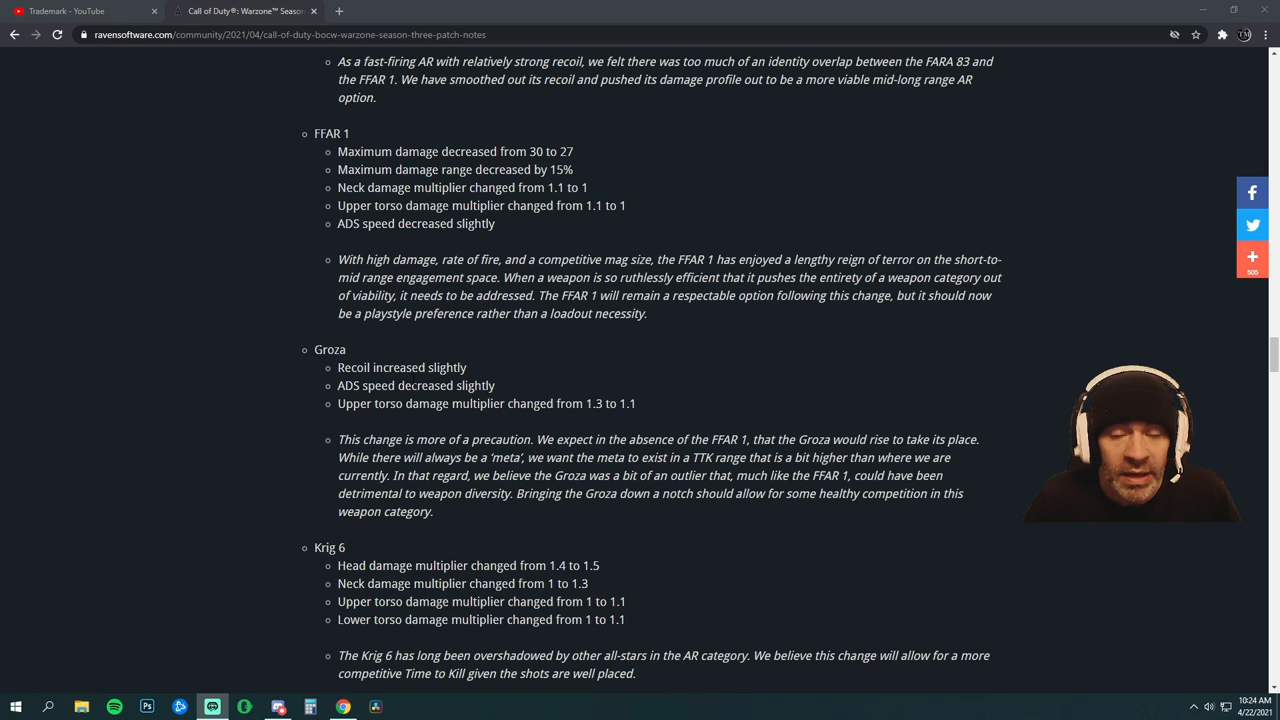 Trademark - YouTube
Call of Duty®: Warzone™ Season
ravensoftware.com/community/2021/04/call-of-duty-bocw-warzone-season-three-patch-notes
As a fast-firing AR with relatively strong recoil, we felt there was too much of an identity overlap between the FARA 83 and
the FFAR 1. We have smoothed out its recoil and pushed its damage profile out to be a more viable mid-long range AR
option.
FFAR 1
Maximum damage decreased from 30 to 27
Maximum damage range decreased by 15%
Neck damage multiplier changed from 1.1 to 1
Upper torso damage multiplier changed from 1.1 to 1
ADS speed decreased slightly
With high damage, rate of fire, and a competitive mag size, the FFAR 1 has enjoyed a lengthy reign of terror on the short-to-
mid range engagement space. When a weapon is so ruthlessly efficient that it pushes the entirety of a weapon category out
of viability, it needs to be addressed. The FFAR 1 will remain a respectable option following this change, but it should now
be a playstyle preference rather than a loadout necessity.
505
Groza
Recoil increased slightly
ADS speed decreased slightly
Upper torso damage multiplier changed from 1.3 to 1.1
This change is more of a precaution. We expect in the absence of the FFAR 1, that the Groza would rise to take its place.
While there will always be a ‘meta’, we want the meta to exist in a TTK range that is a bit higher than where we are
currently. In that regard, we believe the Groza was a bit of an outlier that, much like the FFAR 1, could have been
detrimental to weapon diversity. Bringing the Groza down a notch should allow for some healthy competition in this
weapon category.
Krig 6
Head damage multiplier changed from 1.4 to 1.5
Neck damage multiplier changed from 1 to 1.3
Upper torso damage multiplier changed from 1 to 1.1
Lower torso damage multiplier changed from 1 to 1.1
The Krig 6 has long been overshadowed by other all-stars in the AR category. We believe this change will allow for a more
competitive Time to Kill given the shots are well placed.
Ps
10:24 AM
4/22/2021